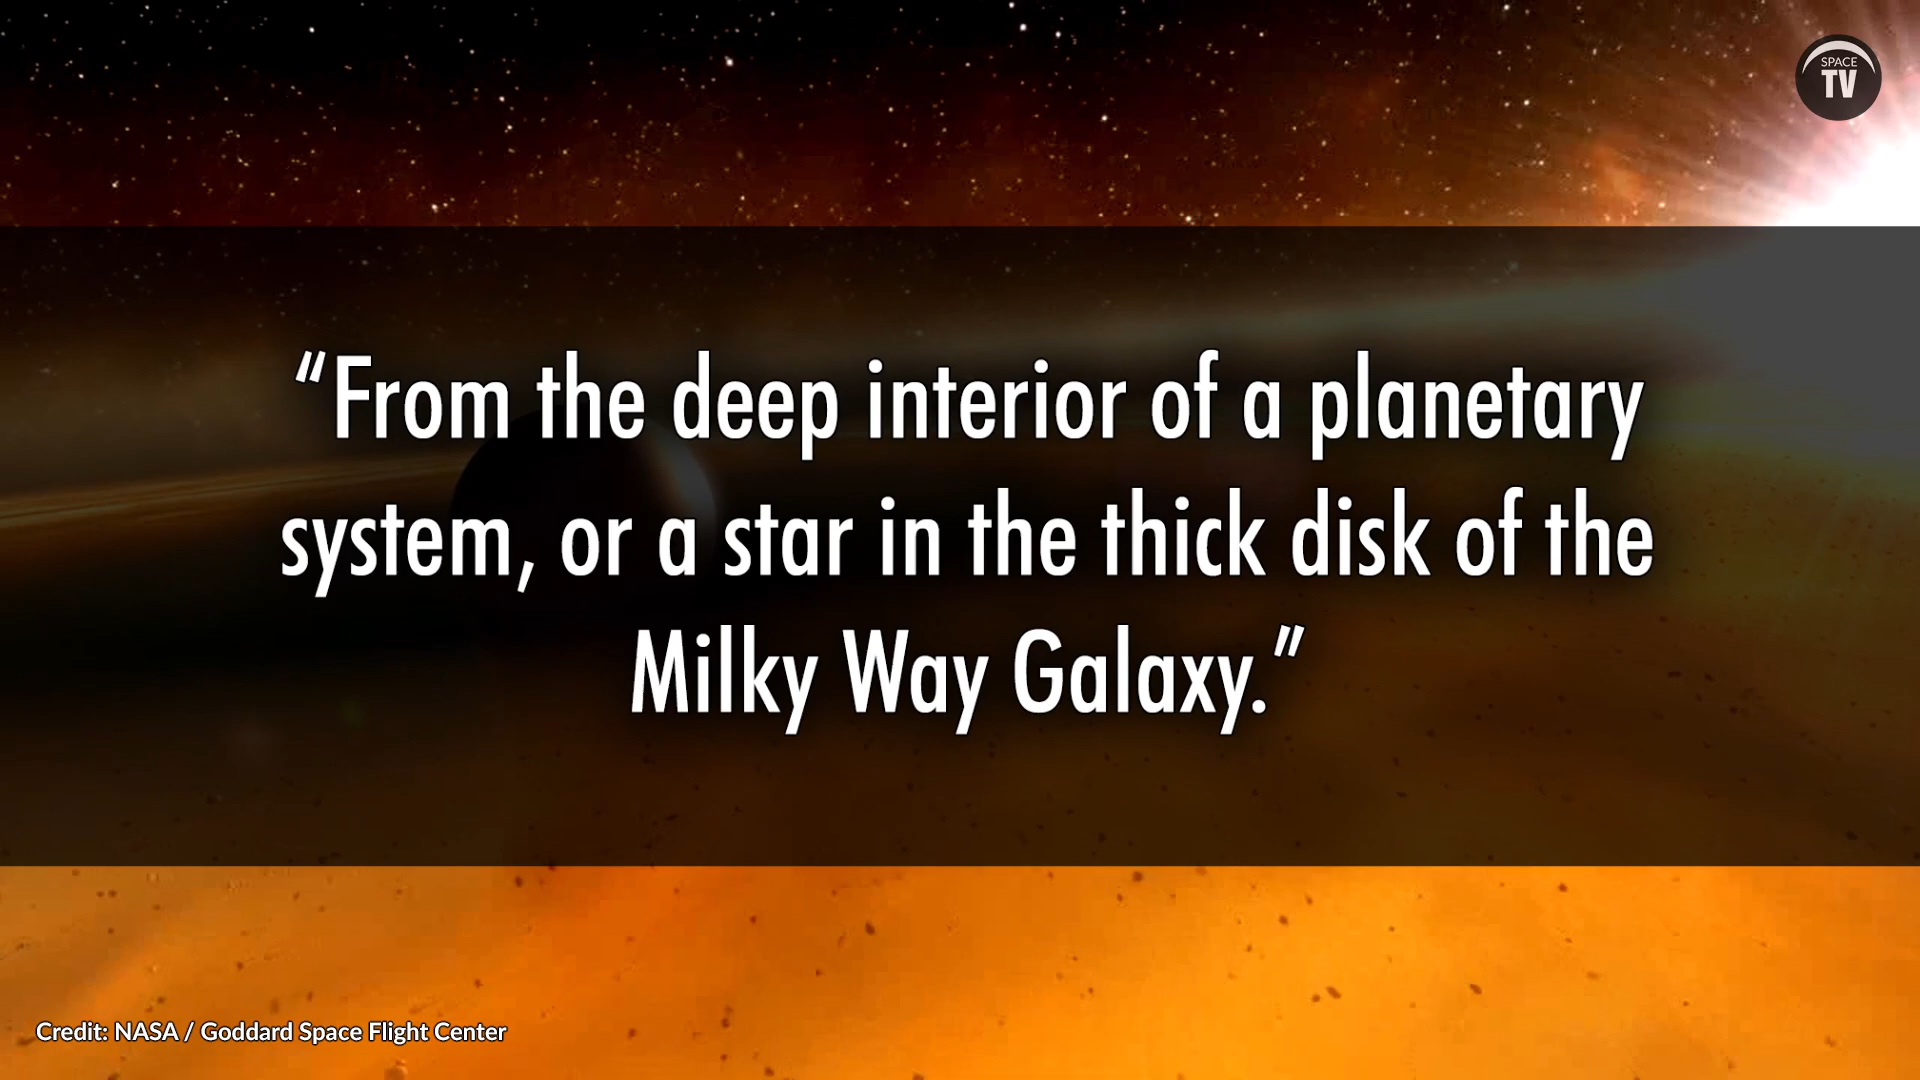 SPACE
TV
“From the deep interior of a planetary
system, or a star in the thick disk of the
Milky Way Galaxy.”
Credit: NASA / Goddard Space Flight Center